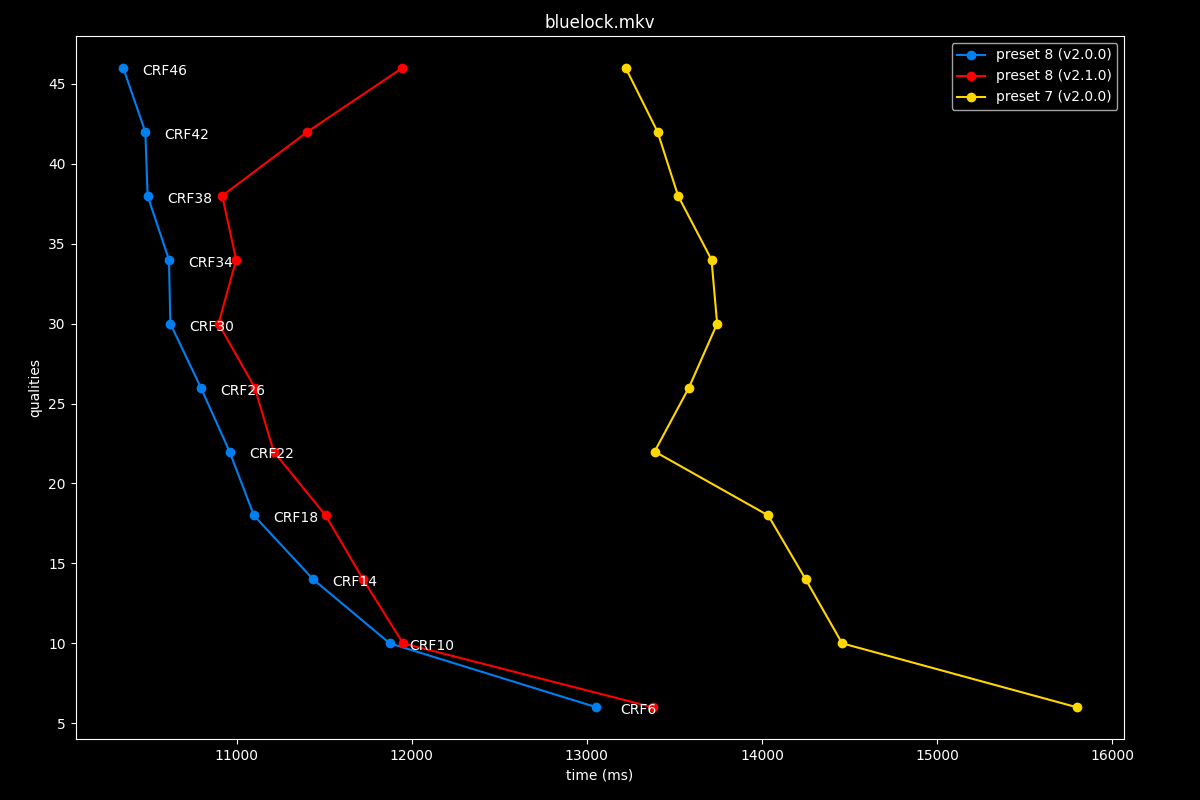 bluelock.mkv
preset 8 (v2.0.0)
preset 8 (v2.1.0)
preset 7 (v2.0.0)
qualities
45
40
35
30
25
20
15
10
5
CRF46
CRF42
CRF38
CRF34
CRF30
CRF26
CRF22
CRF18
CRF14
CRF10
CRF6
11000
12000
13000
14000
15000
16000
time (ms)